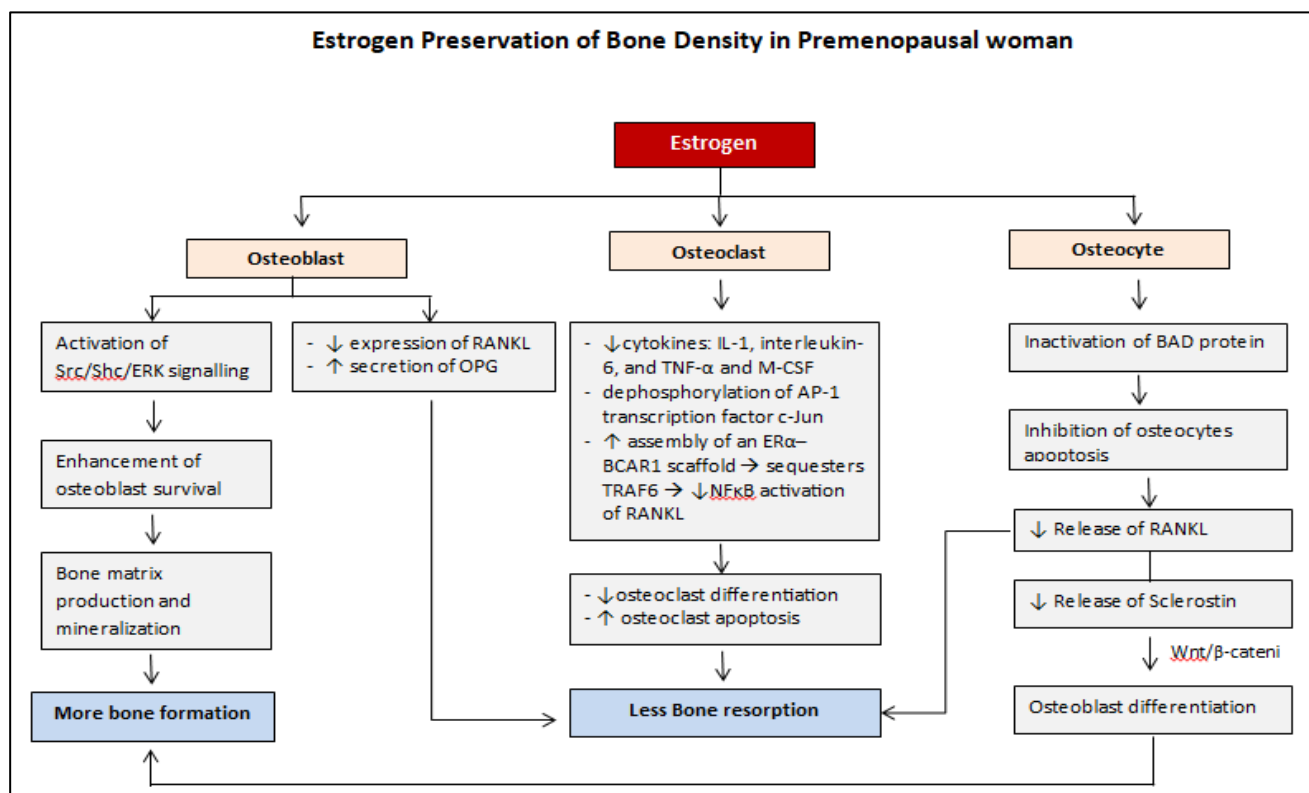 Estrogen Preservation of Bone Density in Premenopausal woman
Estrogen
Osteoblast
Osteoclast
Osteocyte
Activation of
Src/Shc/ERK signalling
- ↓ expression of RANKL
- ↑ secretion of OPG
- ↓cytokines: IL-1, interleukin-
6, and TNF-α and M-CSF
- dephosphorylation of AP-1
transcription factor c-Jun
- ↑ assembly of an ERα–
BCAR1 scaffold → sequesters
TRAF6 → ↓NFκB activation
of RANKL
Inactivation of BAD protein
Enhancement of
osteoblast survival
Inhibition of osteocytes
apoptosis
Bone matrix
production and
mineralization
- ↓osteoclast differentiation
- ↑ osteoclast apoptosis
↓ Release of RANKL
↓ Release of Sclerostin
Wnt/β-cateni
More bone formation
Less Bone resorption
Osteoblast differentiation